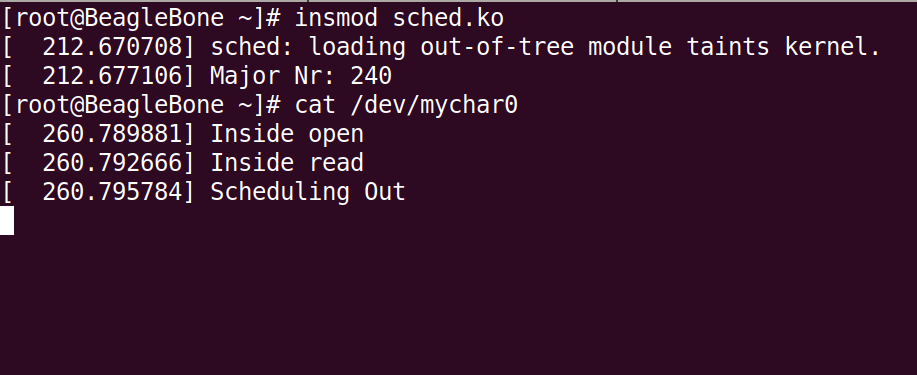 [root@BeagleBone ~]# insmod sched.ko
[  212.670708] sched: loading out-of-tree module taints kernel.
[  212.677106] Major Nr: 240
[root@BeagleBone ~]# cat /dev/mychar0
[  260.789881] Inside open
[  260.792666] Inside read
[  260.795784] Scheduling Out